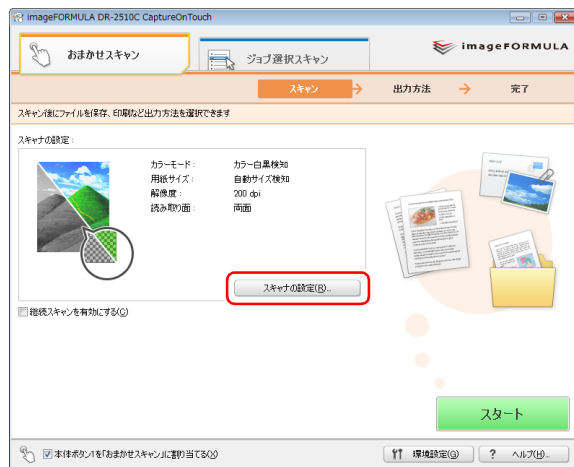 imageFORMULA DR-2510C CaptureOnTouch
おまかせスキャン
ジョブ選択スキャン
imageFORMULA
スキャン
出力方法
完了
スキャン後にファイルを保存、印刷など出力方法を選択できます
スキャナの設定：
カラーモード： カラー白黒検知
用紙サイズ： 自動サイズ検知
解像度： 200 dpi
読み取り面： 両面
スキャナの設定(R)...
継続スキャンを有効にする(C)
スタート
本体ボタン1を「おまかせスキャン」に割り当てる(X)
環境設定(Q)
? ヘルプ(H)...